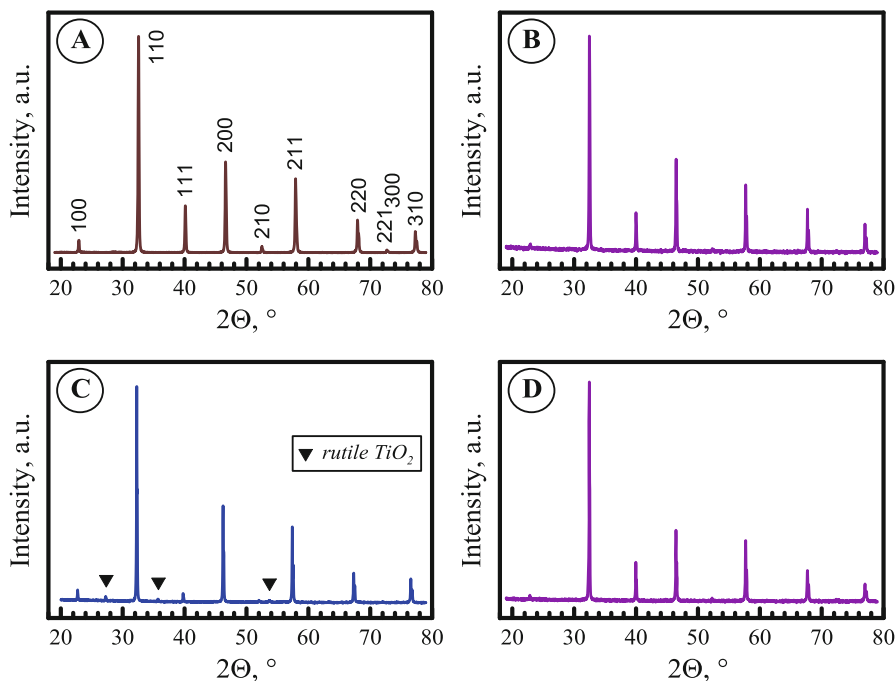 A
Intensity, a.u.
100
110
111
200
210
211
220
221
300
310
20 30 40 50 60 70 80
2Θ, °
B
Intensity, a.u.
20 30 40 50 60 70 80
2Θ, °
C
Intensity, a.u.
▼ rutile TiO₂
20 30 40 50 60 70 80
2Θ, °
D
Intensity, a.u.
20 30 40 50 60 70 80
2Θ, °